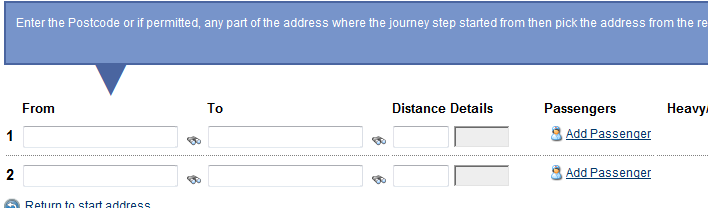 Enter the Postcode or if permitted, any part of the address where the journey step started from then pick the address from the re
From To Distance Details Passengers Heavy/
1 Add Passenger
2 Add Passenger
Return to start address